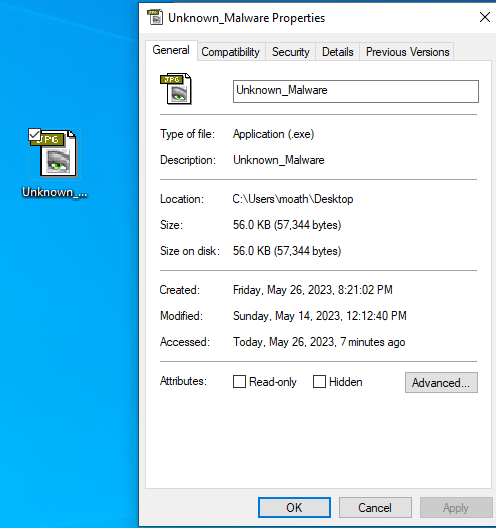 Unknown_Malware Properties
General Compatibility Security Details Previous Versions
JPG
Unknown_Malware
JPG
Unknown_...
Type of file: Application (.exe)
Description: Unknown_Malware
Location: C:\Users\moath\Desktop
Size: 56.0 KB (57,344 bytes)
Size on disk: 56.0 KB (57,344 bytes)
Created: Friday, May 26, 2023, 8:21:02 PM
Modified: Sunday, May 14, 2023, 12:12:40 PM
Accessed: Today, May 26, 2023, 7 minutes ago
Attributes: Read-only Hidden Advanced...
OK Cancel Apply